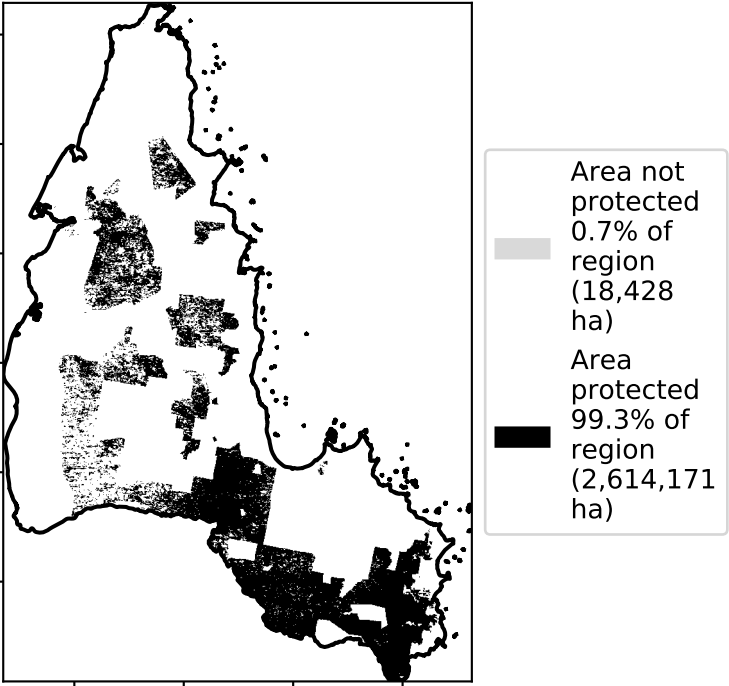 Area not
protected
0.7% of
region
(18,428
ha)
Area
protected
99.3% of
region
(2,614,171
ha)